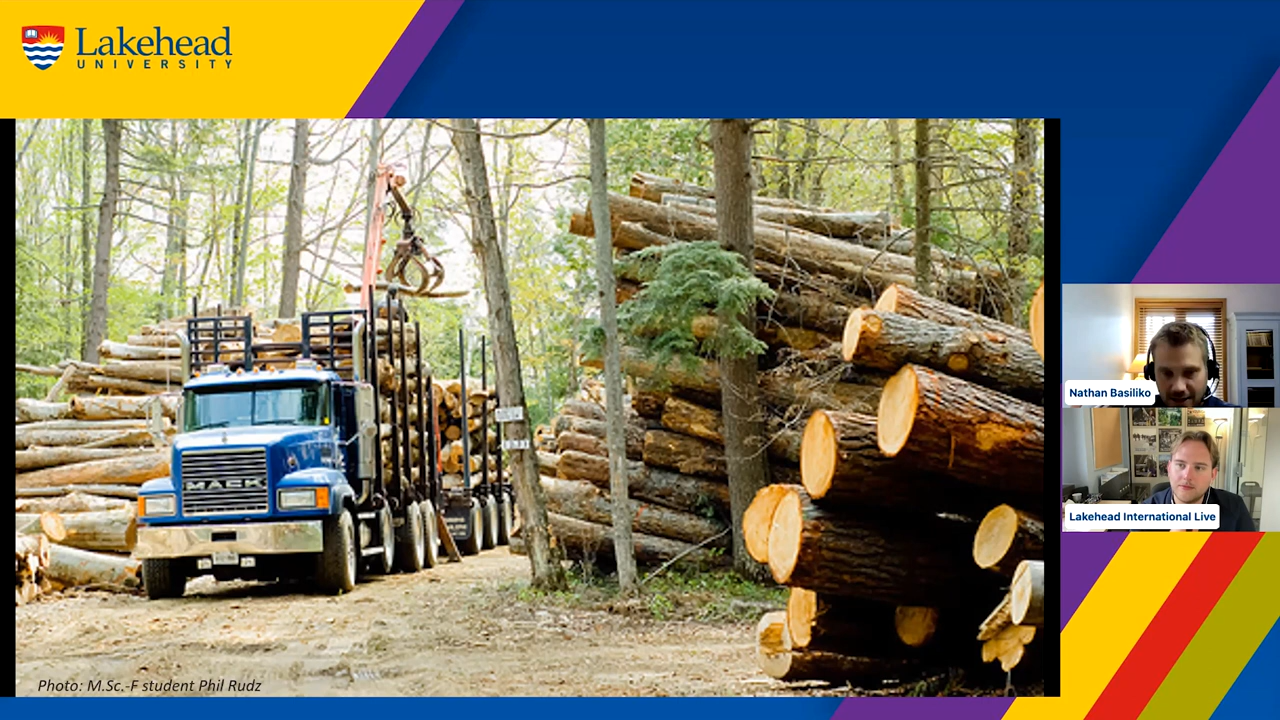 Lakehead
UNIVERSITY
MACK
Nathan Basiliko
Lakehead International Live
Photo: M.Sc.-F student Phil Rudz